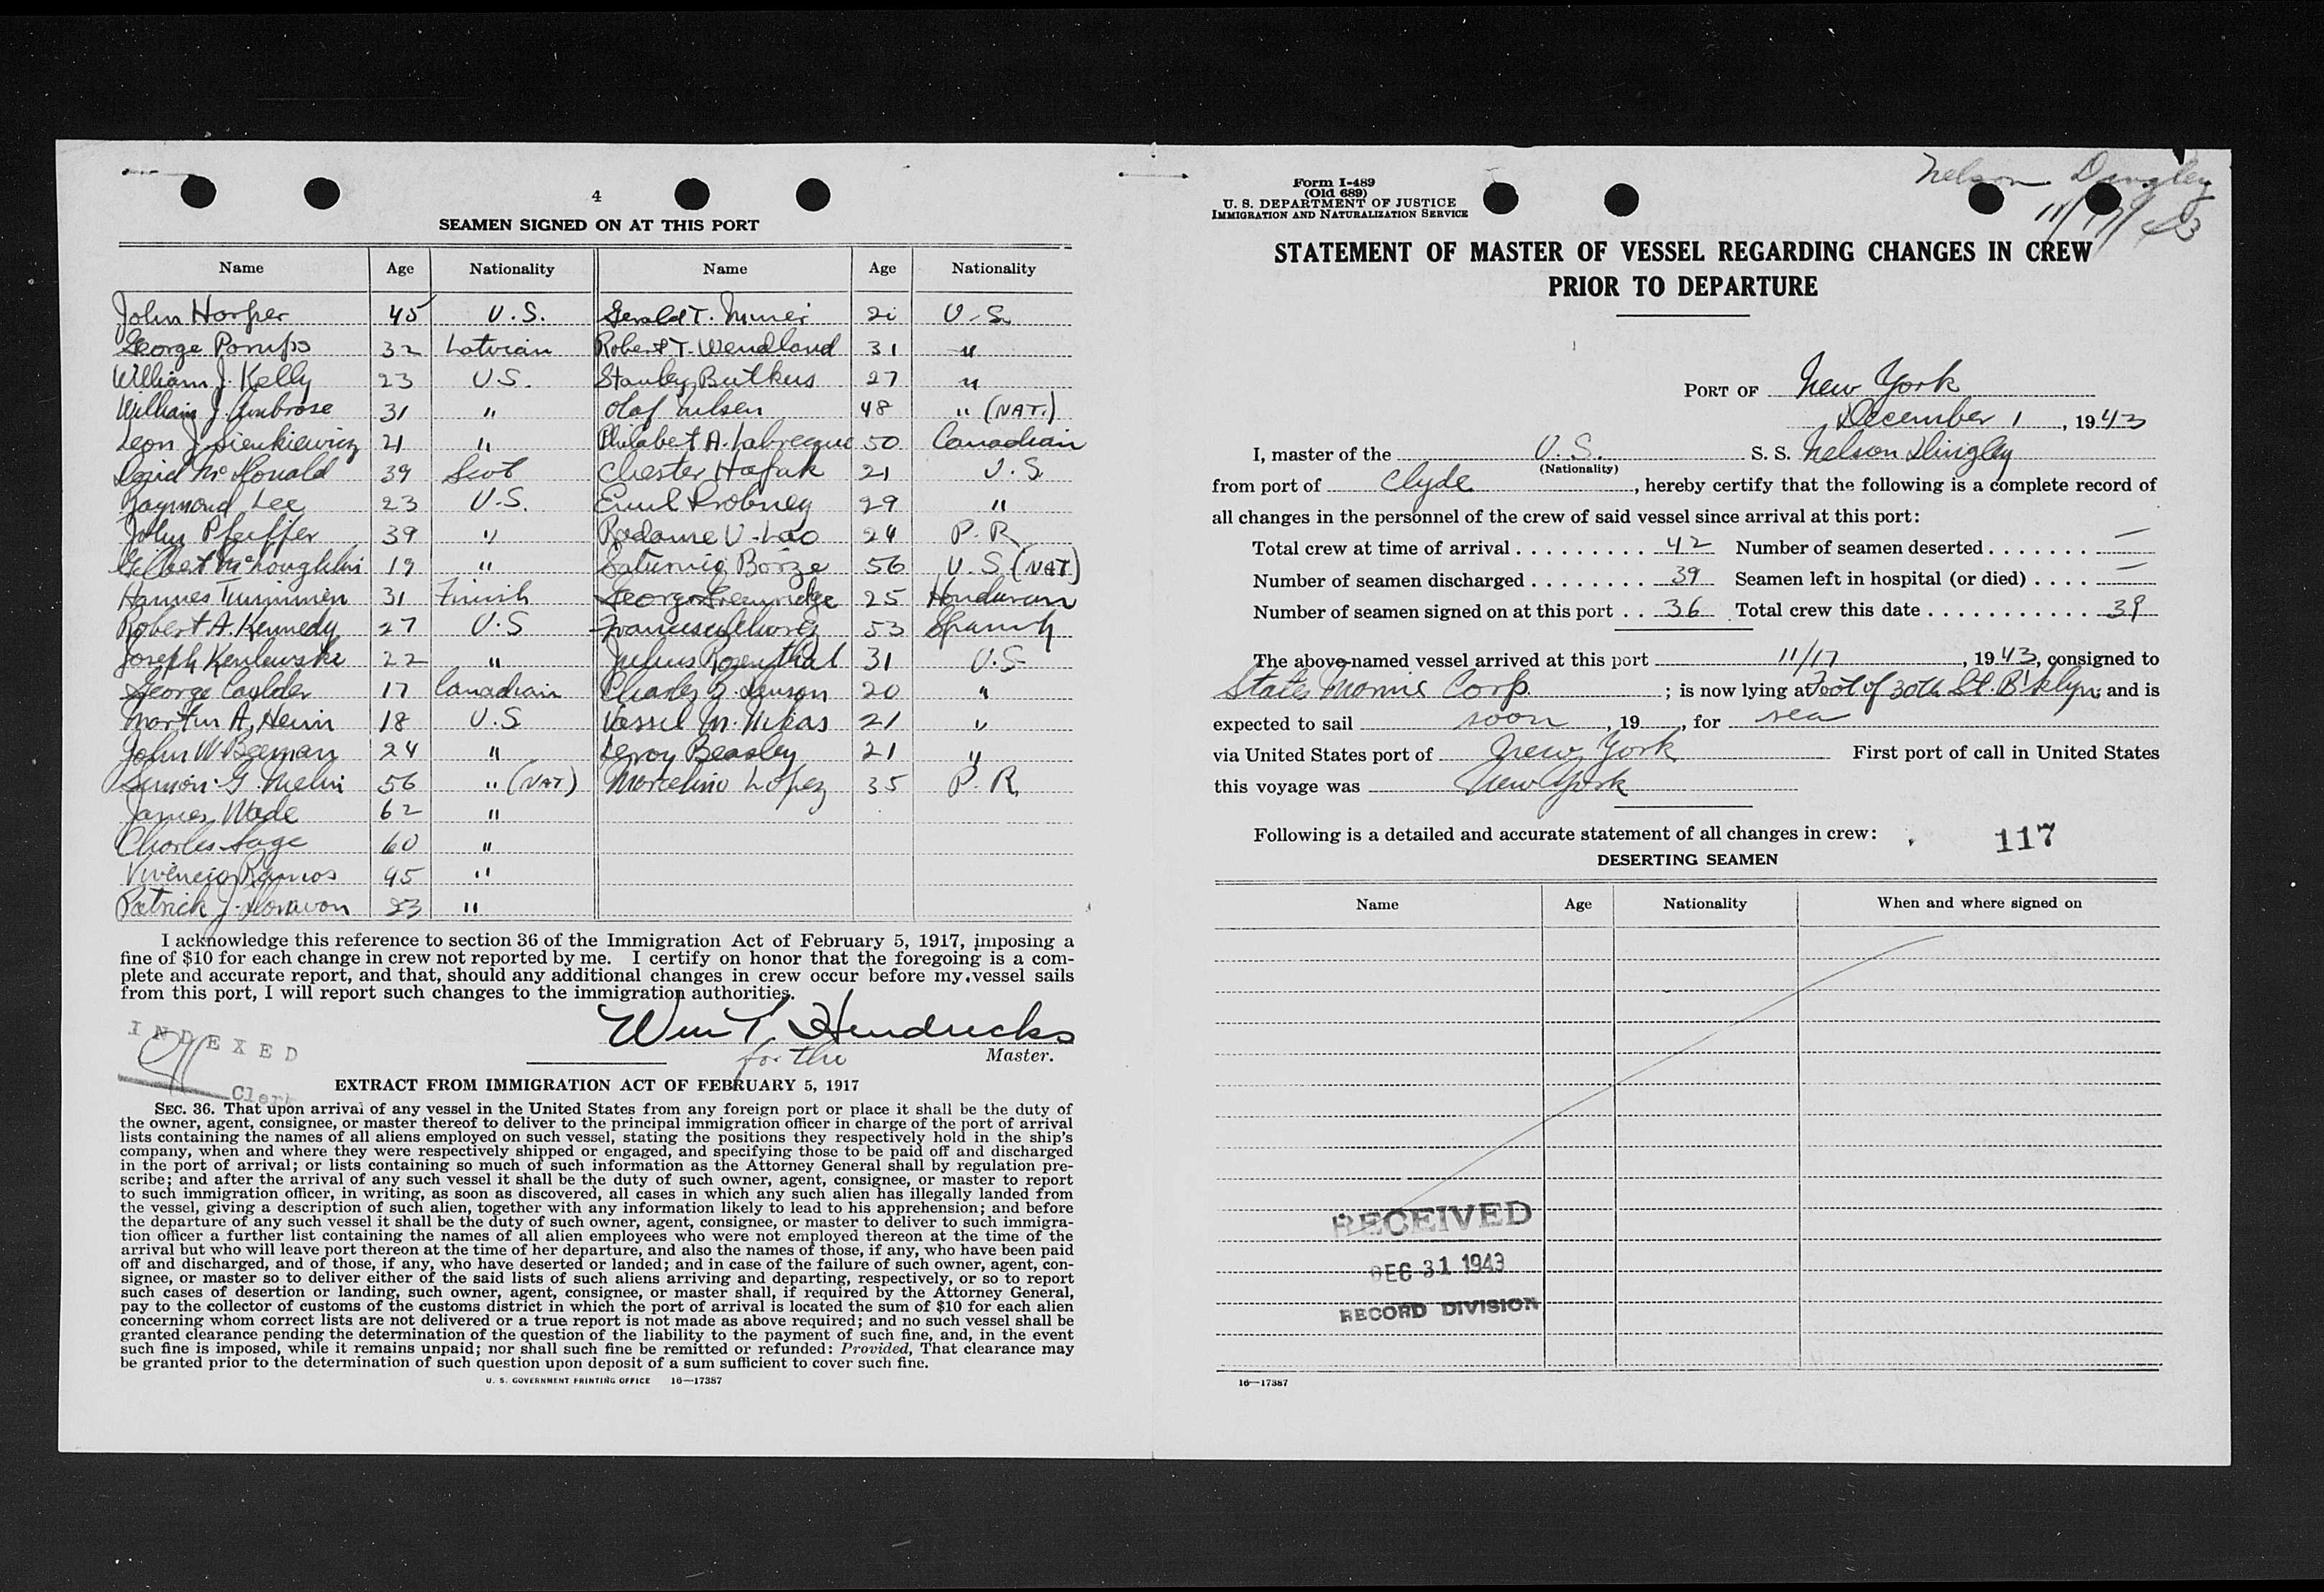 4
SEAMEN SIGNED ON AT THIS PORT
Name Age Nationality Name Age Nationality
John Harper 45 U.S.
George 32 Latvian
William J. Kelly 23 U.S.
William J. Ambrose 31 "
Leon J. Sienkiewicz 21 "
David McDonald 39 Scot
Raymond Lee 23 U.S.
John Pfeiffer 39 "
Gilbert McLoughlin 19 "
Hannes 31 Finish
Robert A. Kennedy 27 U.S
Joseph 22 "
George Caulder 17 Canadian
Martin A. 18 U.S
John W. Beeman 24 "
Simon G. Melin 56 " (NAT)
James Wade 62 "
Charles Sage 60 "
Ramos "
Patrick J. 23 "
Gerald T. U.S.
Robert T. Wendland 31 "
Stanley Butkus 27 "
Olaf Nilsen 48 " (NAT.)
Philabet A. Labrecque 50 Canadian
Chester 21 U.S.
Emil 29 "
24 P.R
56 U.S. (NAT)
George 25 Honduran
Francisco 53 Spanish
Julius Rosenthal 31 U.S
Charles 20 "
Vassil M. Nikas 21 "
Leroy Beasley 21 "
Marcelino Lopez 35 P.R.
I acknowledge this reference to section 36 of the Immigration Act of February 5, 1917, imposing a
fine of $10 for each change in crew not reported by me. I certify on honor that the foregoing is a com-
plete and accurate report, and that, should any additional changes in crew occur before my vessel sails
from this port, I will report such changes to the immigration authorities.
Wm T. Hendricks
for the Master.
INDEXED
Clerk
EXTRACT FROM IMMIGRATION ACT OF FEBRUARY 5, 1917
SEC. 36. That upon arrival of any vessel in the United States from any foreign port or place it shall be the duty of
the owner, agent, consignee, or master thereof to deliver to the principal immigration officer in charge of the port of arrival
lists containing the names of all aliens employed on such vessel, stating the positions they respectively hold in the ship's
company, when and where they were respectively shipped or engaged, and specifying those to be paid off and discharged
in the port of arrival; or lists containing so much of such information as the Attorney General shall by regulation pre-
scribe; and after the arrival of any such vessel it shall be the duty of such owner, agent, consignee, or master to report
to such immigration officer, in writing, as soon as discovered, all cases in which any such alien has illegally landed from
the vessel, giving a description of such alien, together with any information likely to lead to his apprehension; and before
the departure of any such vessel it shall be the duty of such owner, agent, consignee, or master to deliver to such immigra-
tion officer a further list containing the names of all alien employees who were not employed thereon at the time of the
arrival but who will leave port thereon at the time of her departure, and also the names of those, if any, who have been paid
off and discharged, and of those, if any, who have deserted or landed; and in case of the failure of such owner, agent, con-
signee, or master so to deliver either of the said lists of such aliens arriving and departing, respectively, or so to report
such cases of desertion or landing, such owner, agent, consignee, or master shall, if required by the Attorney General,
pay to the collector of customs of the customs district in which the port of arrival is located the sum of $10 for each alien
concerning whom correct lists are not delivered or a true report is not made as above required; and no such vessel shall be
granted clearance pending the determination of the question of the liability to the payment of such fine, and, in the event
such fine is imposed, while it remains unpaid; nor shall such fine be remitted or refunded: Provided, That clearance may
be granted prior to the determination of such question upon deposit of a sum sufficient to cover such fine.
U. S. GOVERNMENT PRINTING OFFICE 16—17387
Nelson Dingley
11/17/43
Form I-489
(Old 689)
U. S. DEPARTMENT OF JUSTICE
IMMIGRATION AND NATURALIZATION SERVICE
STATEMENT OF MASTER OF VESSEL REGARDING CHANGES IN CREW
PRIOR TO DEPARTURE
PORT OF New York
December 1, 1943
I, master of the U.S. S. S. Nelson Dingley
(Nationality)
from port of Clyde, hereby certify that the following is a complete record of
all changes in the personnel of the crew of said vessel since arrival at this port:
Total crew at time of arrival . . . . . . . . . 42 Number of seamen deserted . . . . . . . —
Number of seamen discharged . . . . . . . . 39 Seamen left in hospital (or died) . . . . —
Number of seamen signed on at this port . . 36 Total crew this date . . . . . . . . . . . . 39
The above-named vessel arrived at this port 11/17, 1943, consigned to
States Marine Corp. ; is now lying at Foot of 30th St. B'klyn; and is
expected to sail soon, 19 , for sea
via United States port of New York First port of call in United States
this voyage was New York
Following is a detailed and accurate statement of all changes in crew:
117
DESERTING SEAMEN
Name Age Nationality When and where signed on
RECEIVED
DEC 31 1943
RECORD DIVISION
16—17387